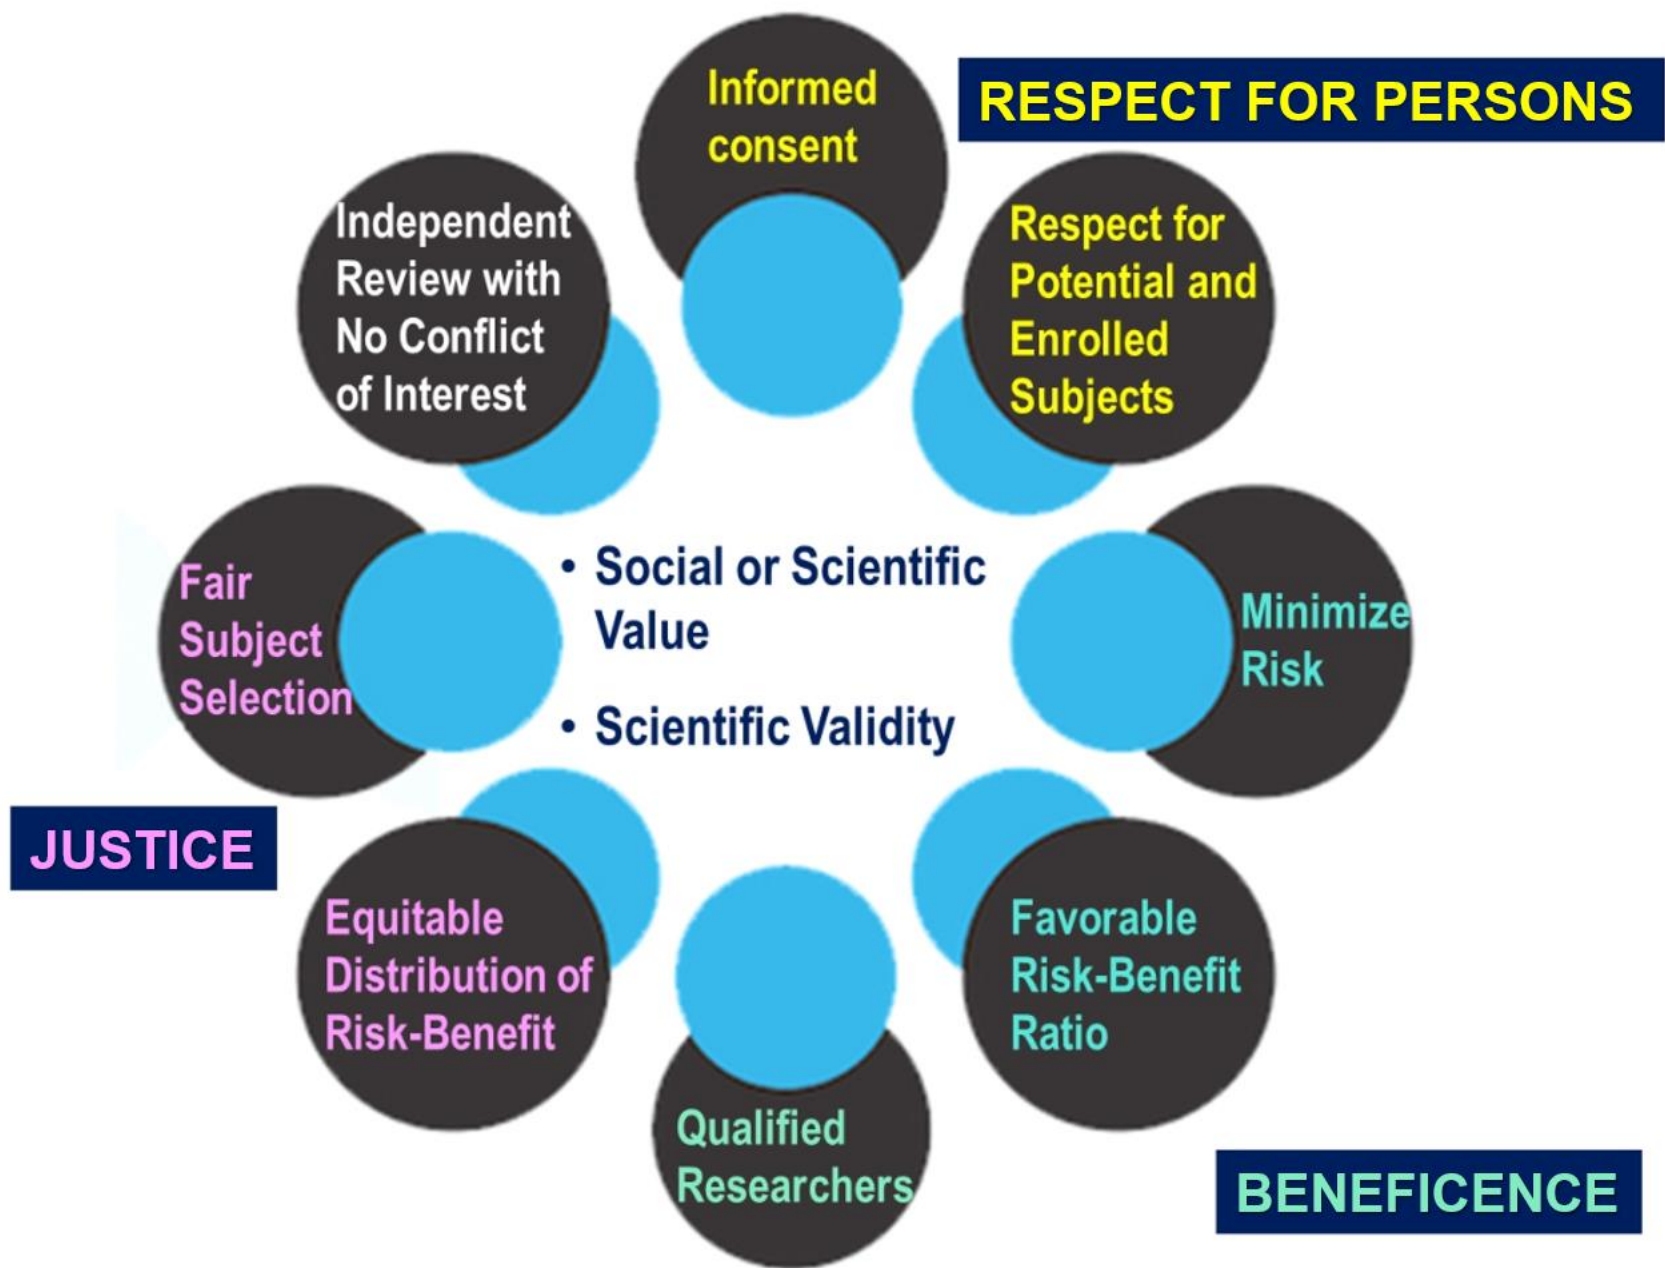 Informed
consent
RESPECT FOR PERSONS
Independent
Review with
No Conflict
of Interest
Respect for
Potential and
Enrolled
Subjects
Fair
Subject
Selection
• Social or Scientific
Value
• Scientific Validity
Minimize
Risk
JUSTICE
Equitable
Distribution of
Risk-Benefit
Favorable
Risk-Benefit
Ratio
Qualified
Researchers
BENEFICENCE